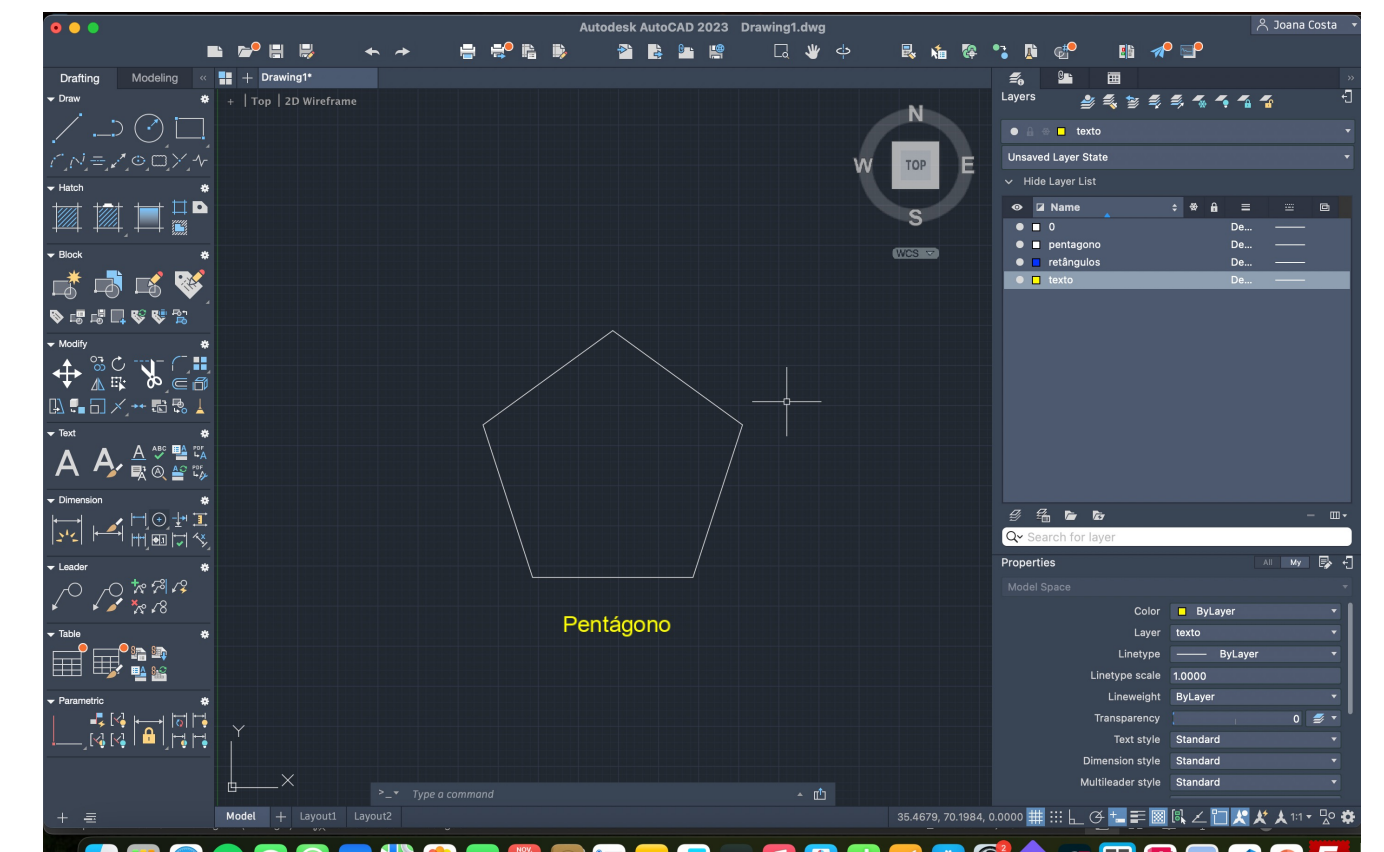 Autodesk AutoCAD 2023 Drawing1.dwg
Joana Costa
Drafting Modeling
Drawing1*
Draw
+ | Top | 2D Wireframe
Hatch
Block
Modify
Text
Dimension
Leader
Table
Parametric
N
W TOP E
S
WCS
Pentágono
Y
X
>_ Type a command
Model + Layout1 Layout2
35.4679, 70.1984, 0.0000
1:1
Layers
texto
Unsaved Layer State
Hide Layer List
Name
0 De...
pentagono De...
retângulos De...
texto De...
Search for layer
Properties All My
Model Space
Color ByLayer
Layer texto
Linetype ByLayer
Linetype scale 1.0000
Lineweight ByLayer
Transparency 0
Text style Standard
Dimension style Standard
Multileader style Standard
NOV.
2